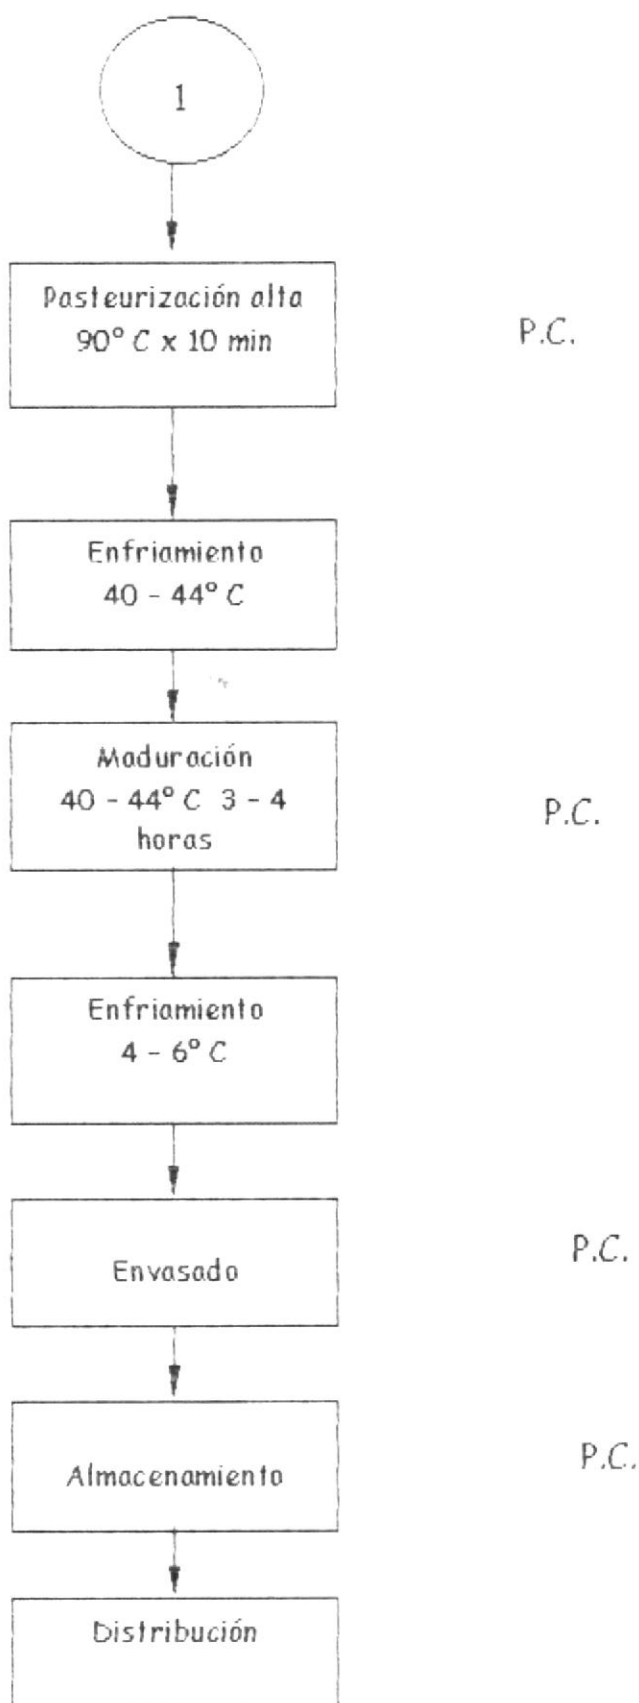 1
Pasteurización alta
90° C x 10 min
P.C.
Enfriamiento
40 - 44° C
Maduración
40 - 44° C 3 - 4
horas
P.C.
Enfriamiento
4 - 6° C
Envasado
P.C.
Almacenamiento
P.C.
Distribución